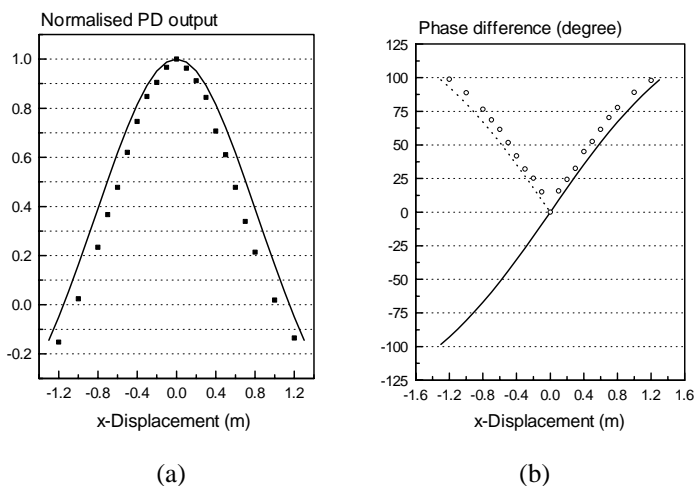 Normalised PD output
1.0
0.8
0.6
0.4
0.2
0.0
-0.2
-1.2 -0.8 -0.4 0.0 0.4 0.8 1.2
x-Displacement (m)
(a)
Phase difference (degree)
125
100
75
50
25
0
-25
-50
-75
-100
-125
-1.6 -1.2 -0.8 -0.4 0.0 0.4 0.8 1.2 1.6
x-Displacement (m)
(b)